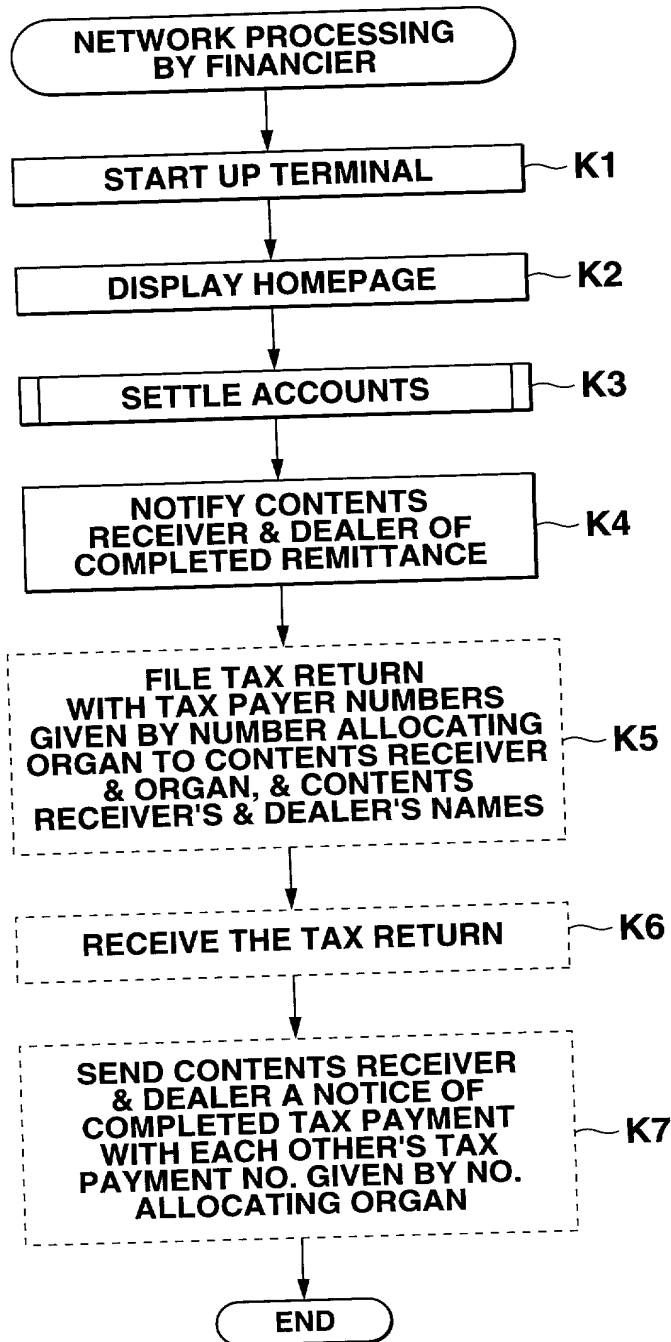 NETWORK PROCESSING
BY FINANCIER
START UP TERMINAL
K1
DISPLAY HOMEPAGE
K2
SETTLE ACCOUNTS
K3
NOTIFY CONTENTS
RECEIVER & DEALER OF
COMPLETED REMITTANCE
K4
FILE TAX RETURN
WITH TAX PAYER NUMBERS
GIVEN BY NUMBER ALLOCATING
ORGAN TO CONTENTS RECEIVER
& ORGAN, & CONTENTS
RECEIVER'S & DEALER'S NAMES
K5
RECEIVE THE TAX RETURN
K6
SEND CONTENTS RECEIVER
& DEALER A NOTICE OF
COMPLETED TAX PAYMENT
WITH EACH OTHER'S TAX
PAYMENT NO. GIVEN BY NO.
ALLOCATING ORGAN
K7
END